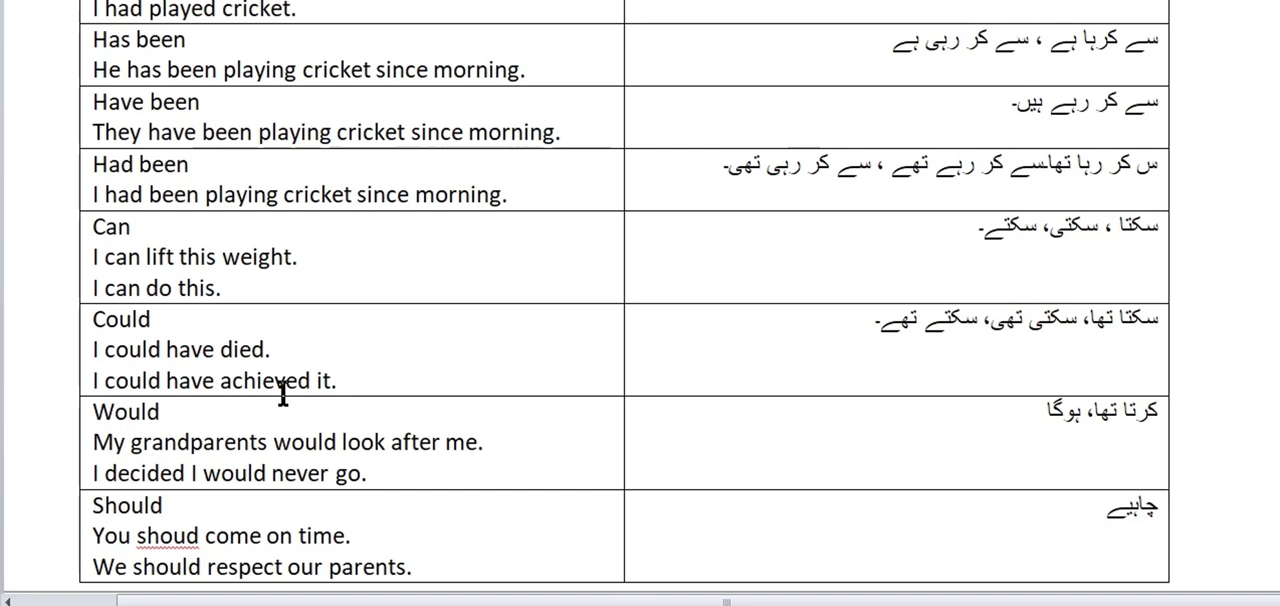 I had played cricket.
Has been
سے کرہا ہے ، سے کر رہی ہے
He has been playing cricket since morning.
Have been
سے کر رہے ہیں۔
They have been playing cricket since morning.
Had been
س کر رہا تھا۔سے کر رہے تھے ، سے کر رہی تھی۔
I had been playing cricket since morning.
Can
سکتا ، سکتی، سکتے۔
I can lift this weight.
I can do this.
Could
سکتا تھا، سکتی تھی، سکتے تھے۔
I could have died.
I could have achieved it.
Would
کرتا تھا، ہوگا
My grandparents would look after me.
I decided I would never go.
Should
چاہیے
You shoud come on time.
We should respect our parents.